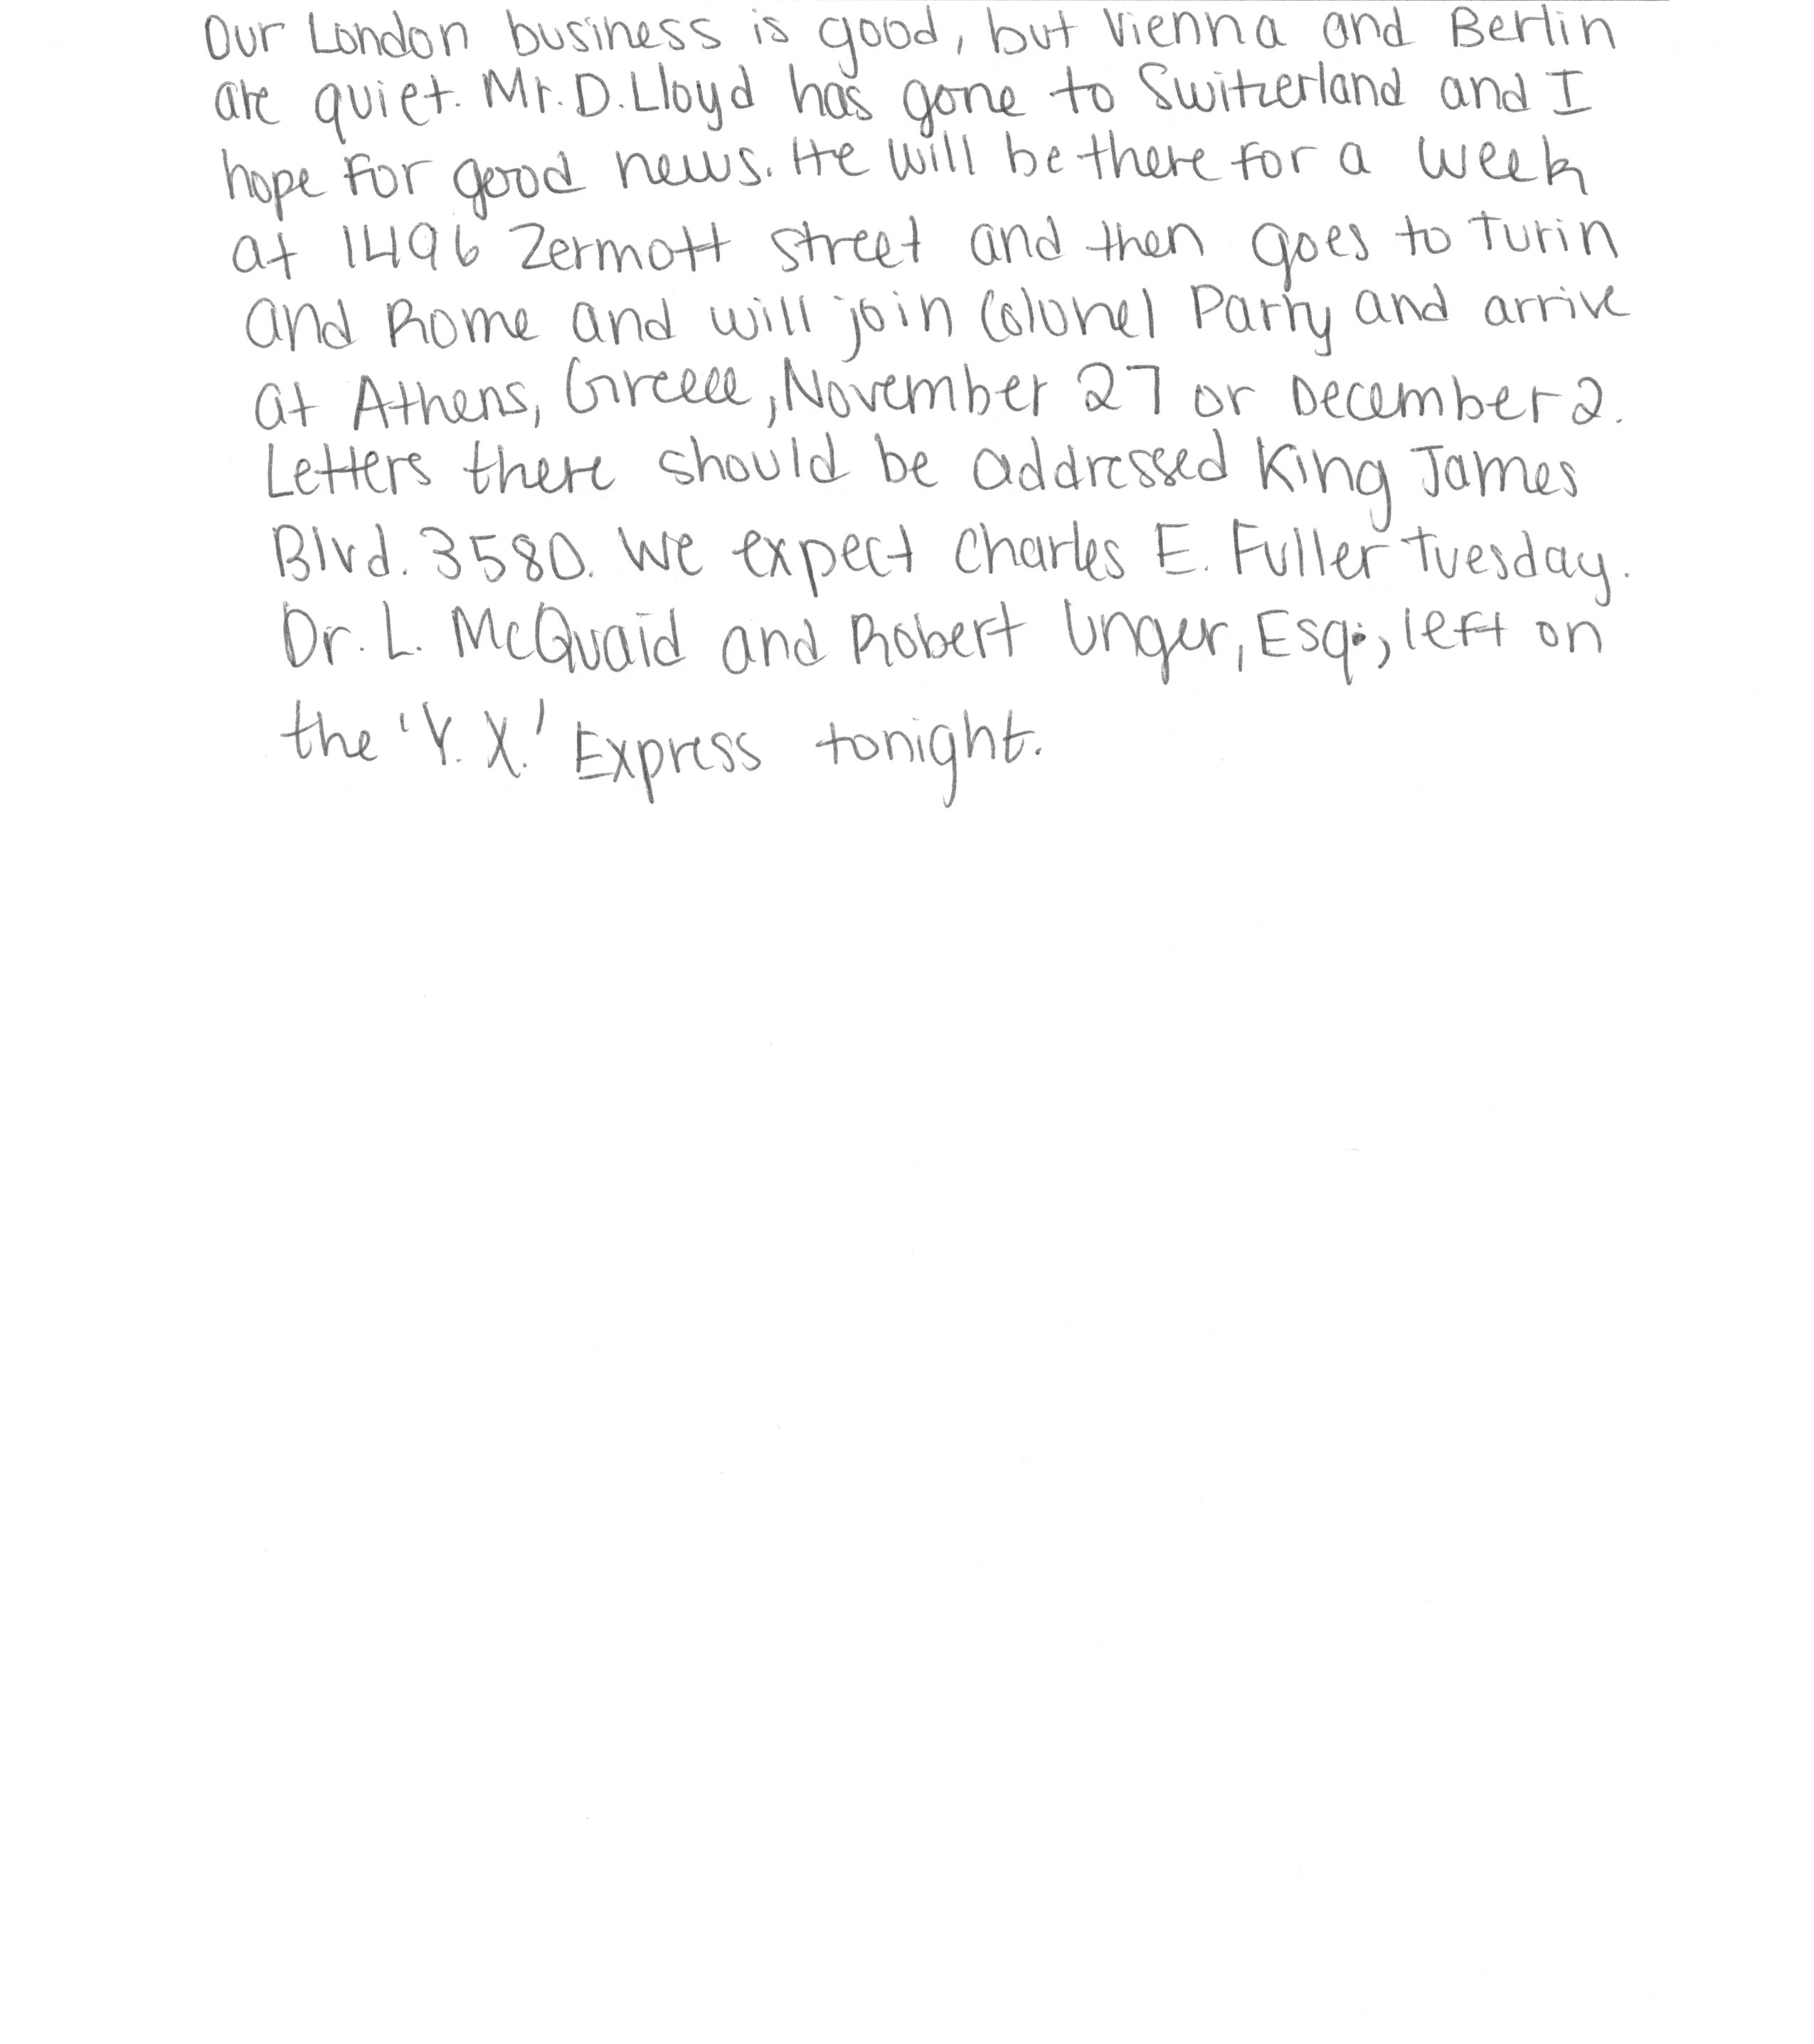 Our London business is good, but Vienna and Berlin
are quiet. Mr. D. Lloyd has gone to Switzerland and I
hope for good news. He will be there for a week
at 1496 Zermott street and then goes to Turin
and Rome and will join Colonel Parry and arrive
at Athens, Greece, November 27 or December 2.
Letters there should be addressed King James
Blvd. 3580. We expect Charles E. Fuller Tuesday.
Dr. L. McQuaid and Robert Unger, Esq., left on
the 'Y. X.' Express tonight.